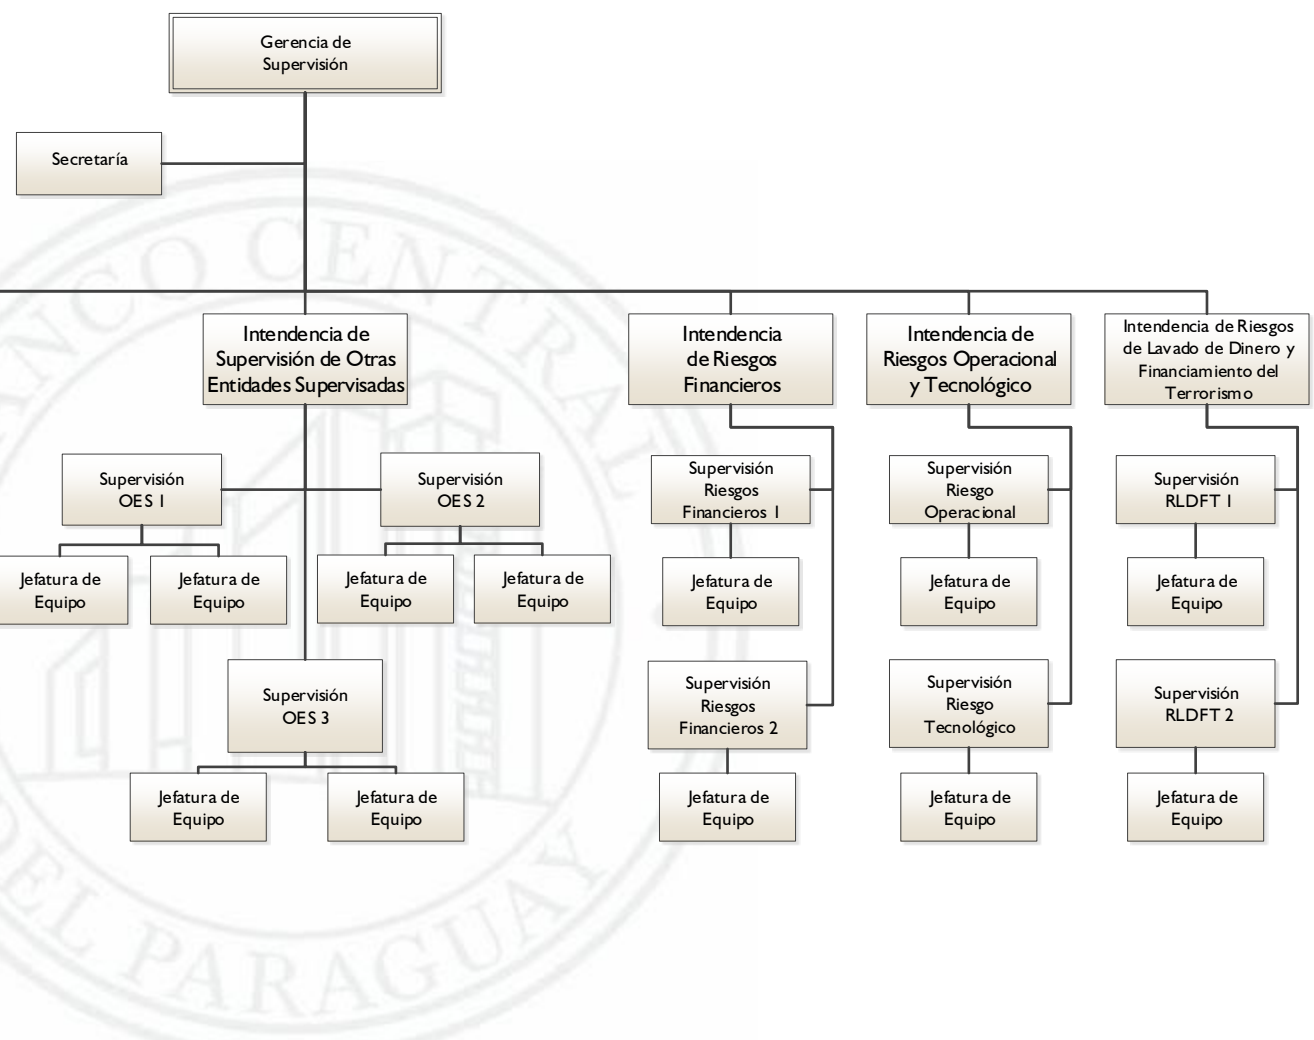 Gerencia de
Supervisión
Secretaría
Intendencia de
Supervisión de Otras
Entidades Supervisadas
Intendencia
de Riesgos
Financieros
Intendencia de
Riesgos Operacional
y Tecnológico
Intendencia de Riesgos
de Lavado de Dinero y
Financiamiento del
Terrorismo
Supervisión
OES 1
Supervisión
OES 2
Supervisión
Riesgos
Financieros 1
Supervisión
Riesgo
Operacional
Supervisión
RLDFT 1
Jefatura de
Equipo
Jefatura de
Equipo
Jefatura de
Equipo
Jefatura de
Equipo
Jefatura de
Equipo
Jefatura de
Equipo
Jefatura de
Equipo
Supervisión
OES 3
Supervisión
Riesgos
Financieros 2
Supervisión
Riesgo
Tecnológico
Supervisión
RLDFT 2
Jefatura de
Equipo
Jefatura de
Equipo
Jefatura de
Equipo
Jefatura de
Equipo
Jefatura de
Equipo
ANCO CENTRAL
DEL PARAGUAY